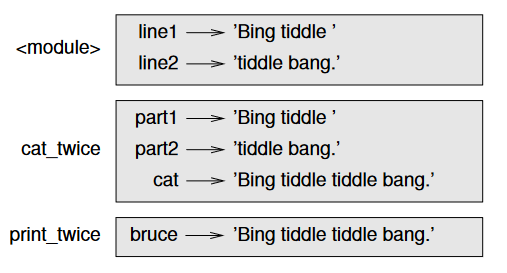 <module>
line1 → ’Bing tiddle ’
line2 → ’tiddle bang.’
cat_twice
part1 → ’Bing tiddle ’
part2 → ’tiddle bang.’
cat → ’Bing tiddle tiddle bang.’
print_twice
bruce → ’Bing tiddle tiddle bang.’